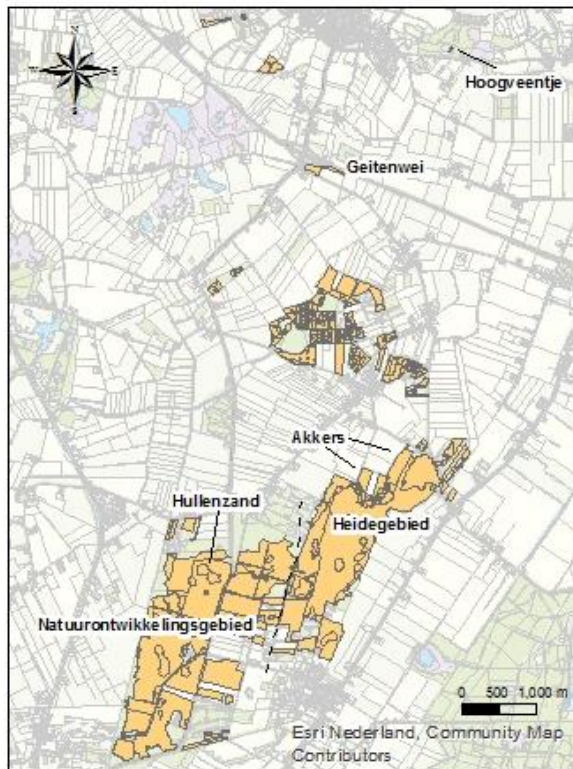 N
W E
S
Hoogveentje
Geitenwei
Akkers
Hullenzand
Heidegebied
Natuurontwikkelingsgebied
0 500 1,000 m
Esri Nederland, Community Map
Contributors